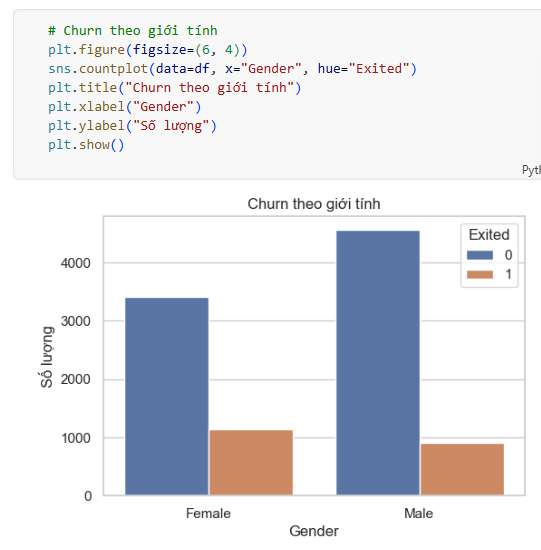 # Churn theo giới tính
plt.figure(figsize=(6, 4))
sns.countplot(data=df, x="Gender", hue="Exited")
plt.title("Churn theo giới tính")
plt.xlabel("Gender")
plt.ylabel("Số lượng")
plt.show()
Churn theo giới tính
Exited
0
1
Số lượng
4000
3000
2000
1000
0
Female
Male
Gender